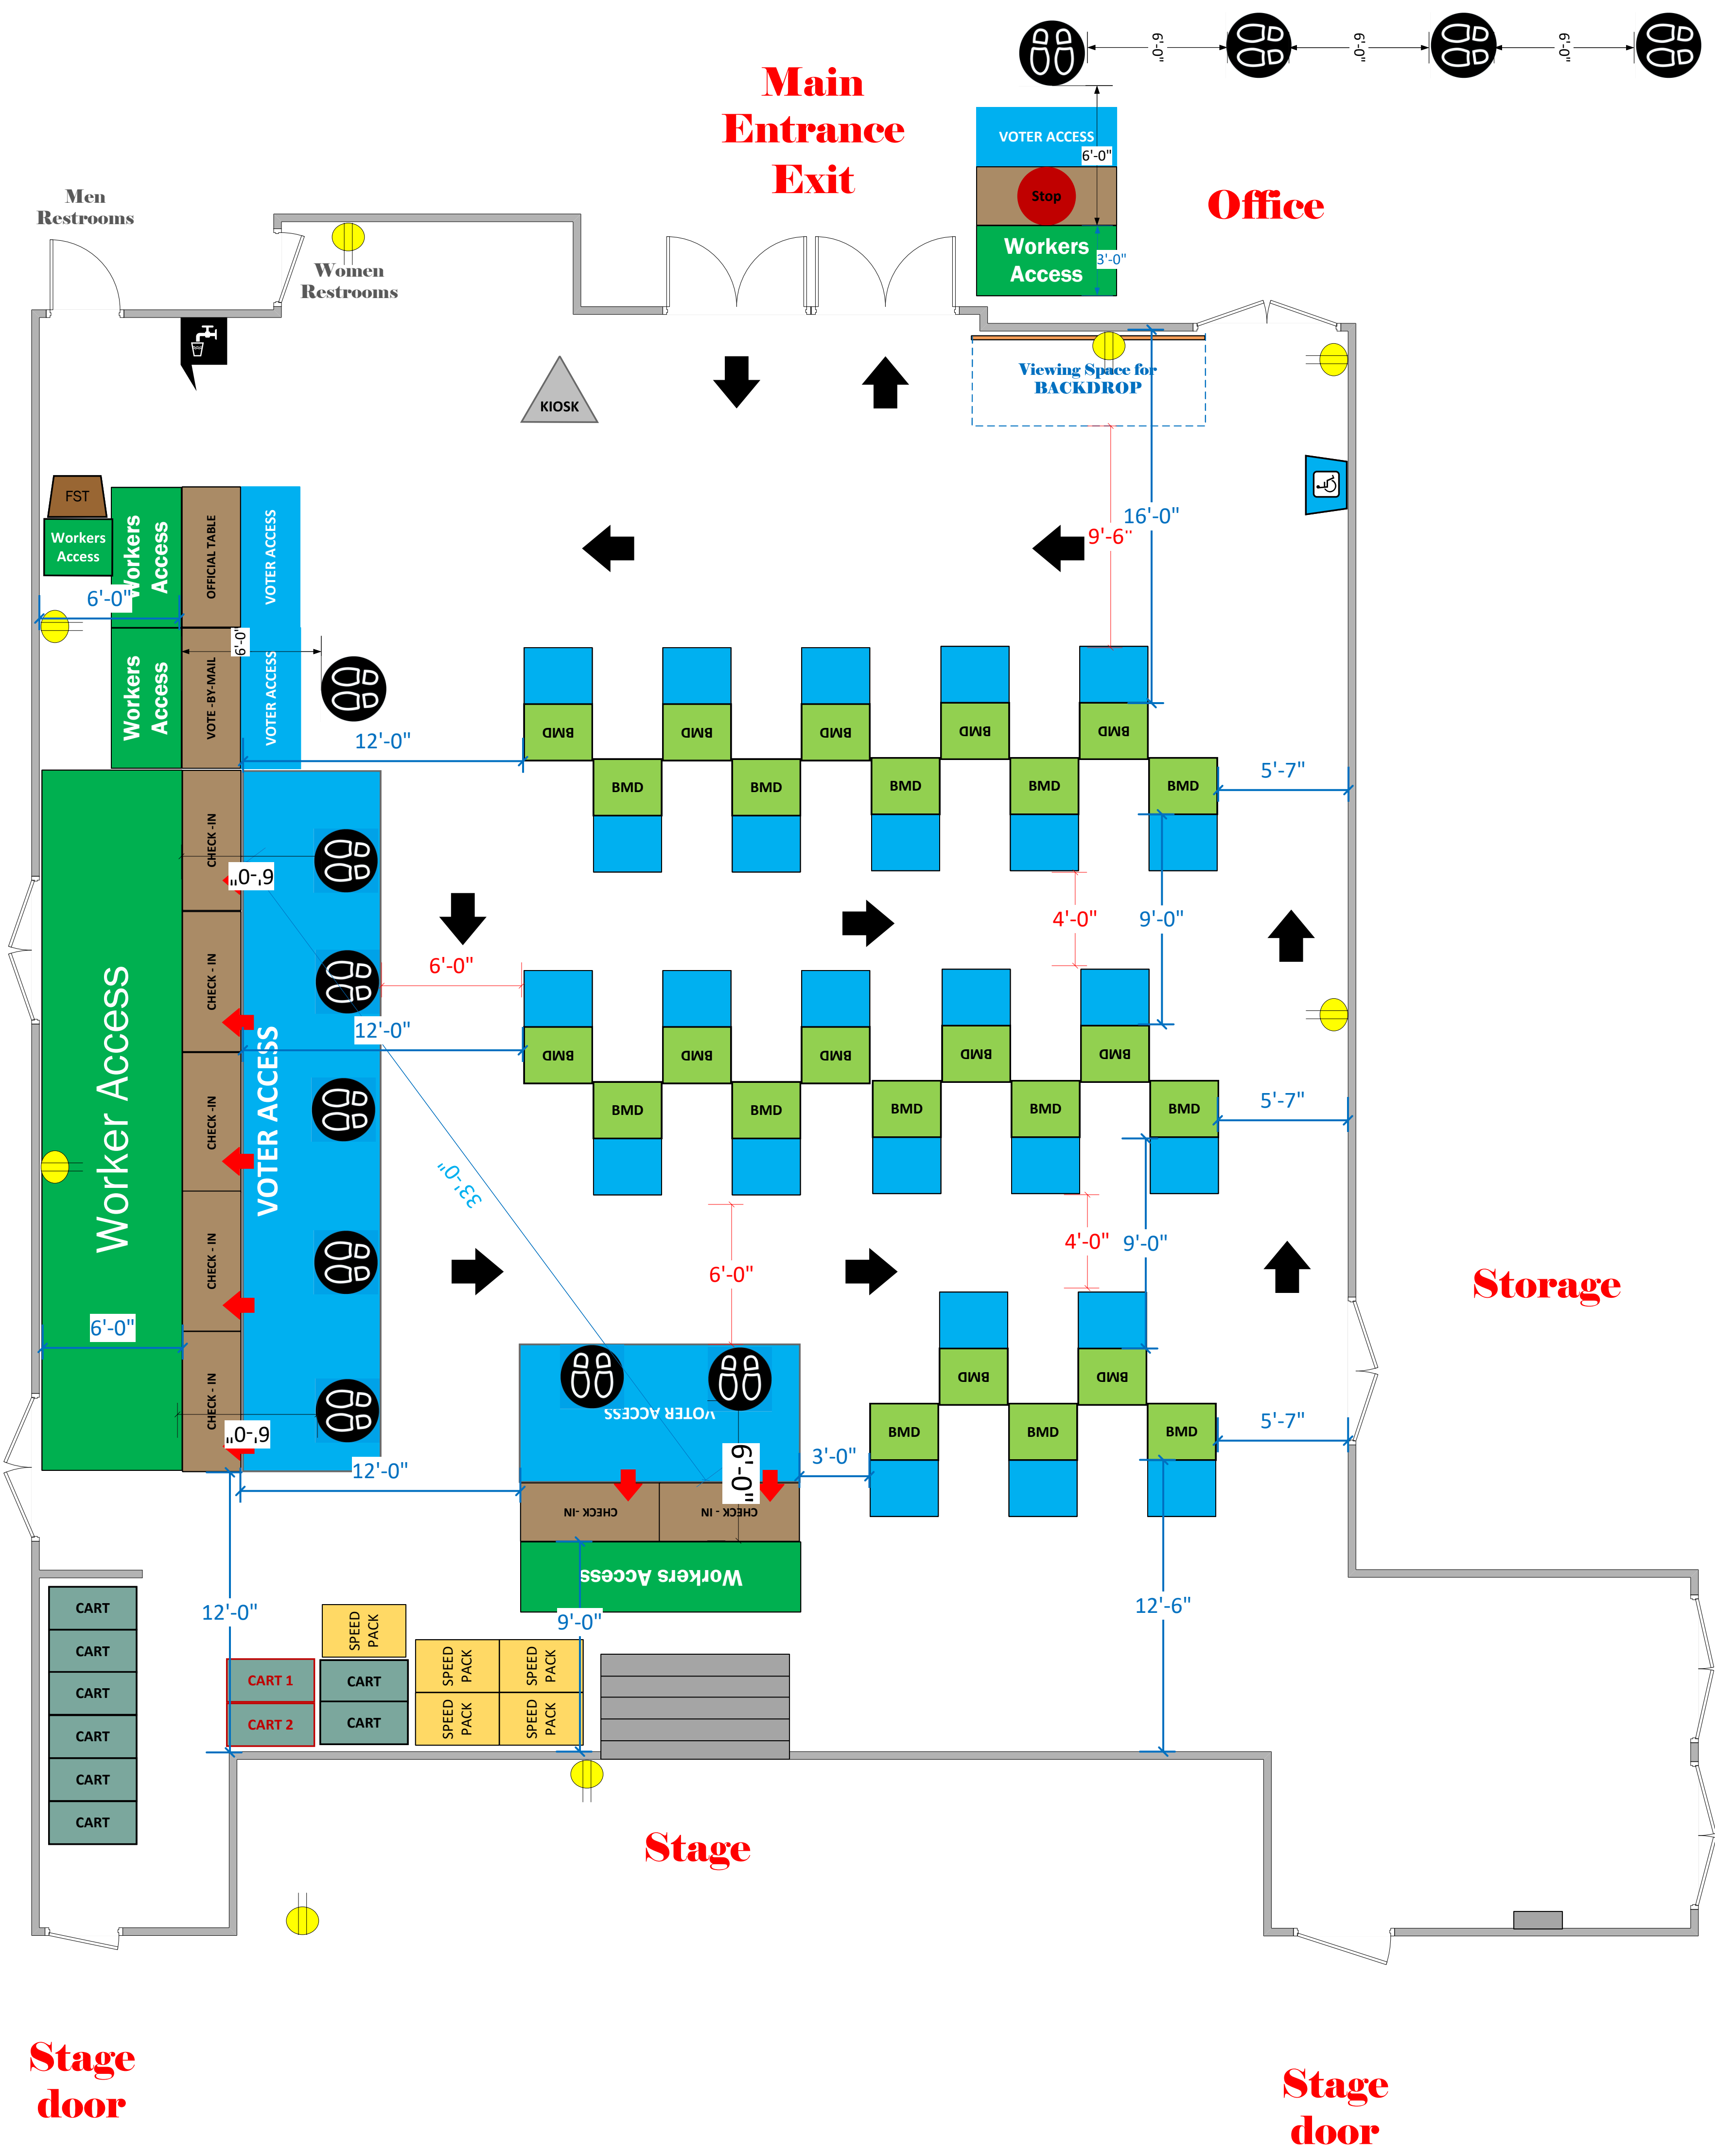 6'-0"
6'-0"
6'-0"
Main
Entrance
Exit
VOTER ACCESS
6'-0"
Stop
Workers
Access
3'-0"
Office
Men
Restrooms
Women
Restrooms
KIOSK
Viewing Space for
BACKDROP
16'-0"
9'-6"
FST
Workers
Access
Workers
Access
OFFICIAL TABLE
VOTER ACCESS
6'-0"
Workers
Access
VOTE -BY-MAIL
VOTER ACCESS
6'-0"
12'-0"
BMD
BMD
BMD
BMD
BMD
BMD
BMD
BMD
BMD
BMD
5'-7"
Worker Access
CHECK -IN
CHECK - IN
CHECK -IN
CHECK - IN
CHECK - IN
VOTER ACCESS
6'-0"
6'-0"
12'-0"
4'-0"
9'-0"
BMD
BMD
BMD
BMD
BMD
BMD
BMD
BMD
BMD
BMD
5'-7"
33'-0"
6'-0"
4'-0"
9'-0"
Storage
6'-0"
6'-0"
12'-0"
VOTER ACCESS
6'-0"
3'-0"
BMD
BMD
BMD
BMD
BMD
5'-7"
CHECK -IN
CHECK - IN
Workers Access
12'-0"
9'-0"
12'-6"
CART
CART
CART
CART
CART
CART
CART 1
CART 2
SPEED
PACK
CART
CART
SPEED
PACK
SPEED
PACK
SPEED
PACK
SPEED
PACK
Stage
Stage
door
Stage
door